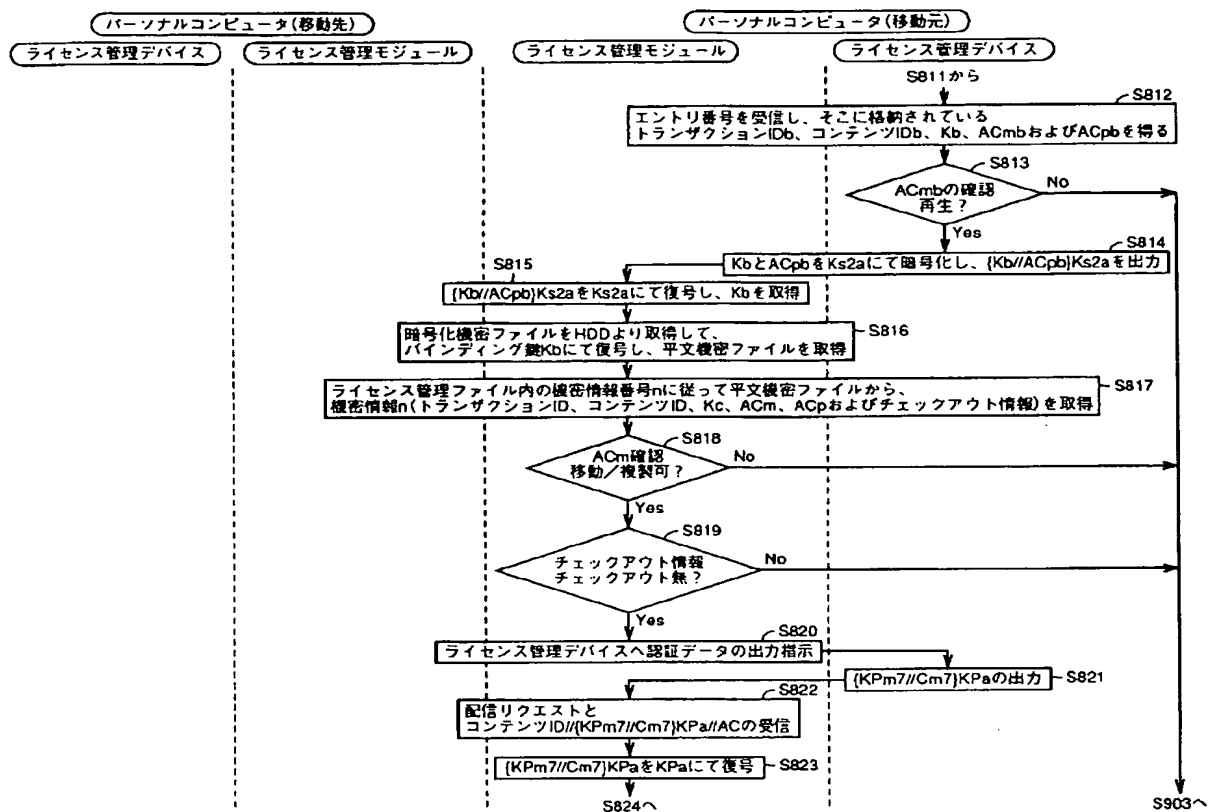 パーソナルコンピュータ(移動先)
パーソナルコンピュータ(移動元)
ライセンス管理デバイス
ライセンス管理モジュール
ライセンス管理モジュール
ライセンス管理デバイス
S811から
S812
エントリ番号を受信し、そこに格納されている
トランザクションIDb、コンテンツIDb、Kb、ACmbおよびACpbを得る
S813
ACmbの確認
再生?
No
Yes
S814
KbとACpbをKs2aにて暗号化し、{Kb//ACpb}Ks2aを出力
S815
{Kb//ACpb}Ks2aをKs2aにて復号し、Kbを取得
S816
暗号化機密ファイルをHDDより取得して、
バインディング鍵Kbにて復号し、平文機密ファイルを取得
S817
ライセンス管理ファイル内の機密情報番号nに従って平文機密ファイルから、
機密情報n(トランザクションID、コンテンツID、Kc、ACm、ACpおよびチェックアウト情報)を取得
S818
ACm確認
移動/複製可?
No
Yes
S819
チェックアウト情報
チェックアウト無?
No
Yes
S820
ライセンス管理デバイスへ認証データの出力指示
{KPm7//Cm7}KPaの出力
S821
S822
配信リクエストと
コンテンツID//{KPm7//Cm7}KPa//ACの受信
{KPm7//Cm7}KPaをKPaにて復号
S823
S824へ
S903へ